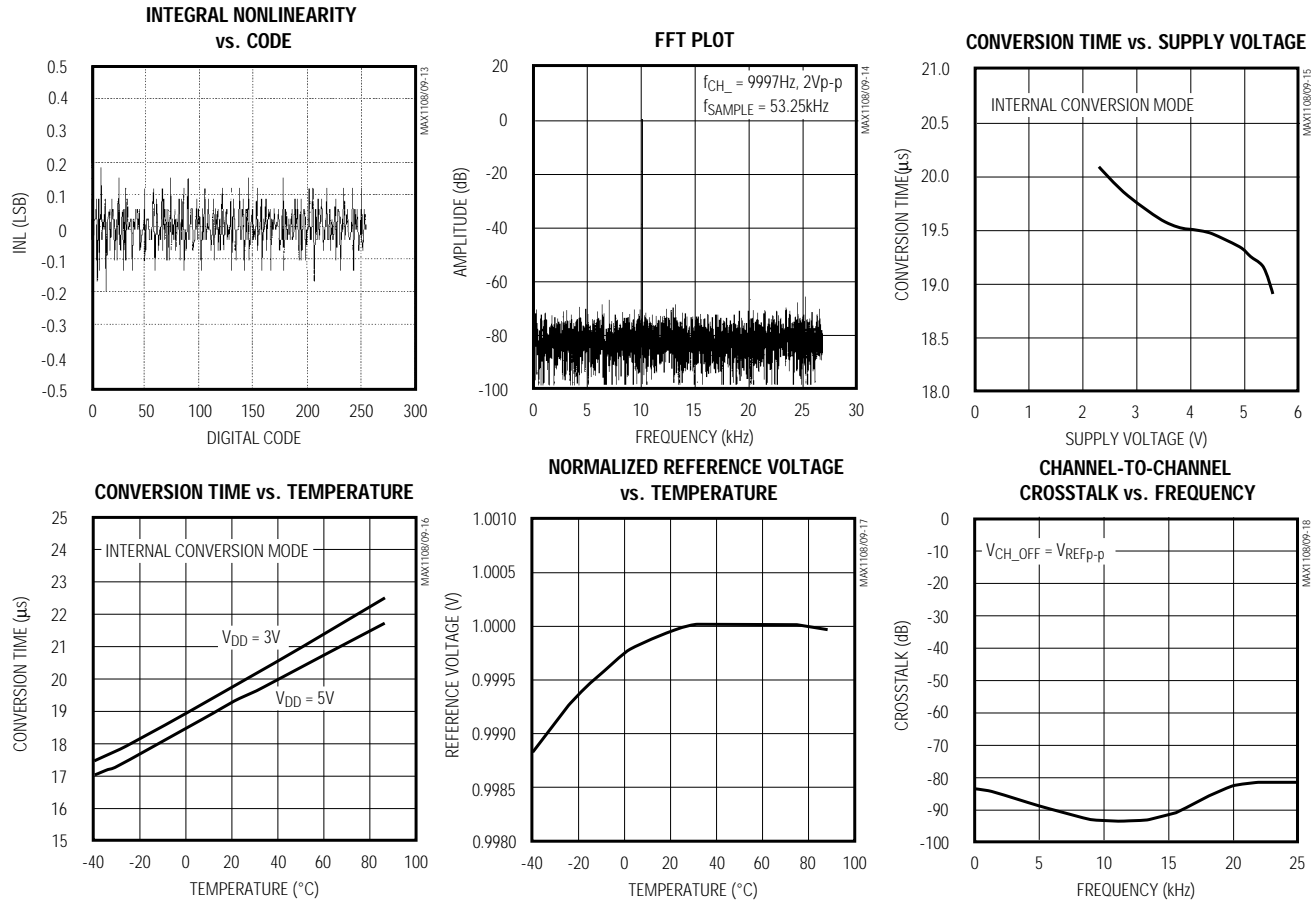 INTEGRAL NONLINEARITY
vs. CODE
0.5
0.4
0.3
0.2
0.1
0
-0.1
-0.2
-0.3
-0.4
-0.5
INL (LSB)
0 50 100 150 200 250 300
DIGITAL CODE
MAX1108/09-13
FFT PLOT
20
0
-20
-40
-60
-80
-100
AMPLITUDE (dB)
fCH_ = 9997Hz, 2Vp-p
fSAMPLE = 53.25kHz
0 5 10 15 20 25 30
FREQUENCY (kHz)
MAX1108/09-14
CONVERSION TIME vs. SUPPLY VOLTAGE
21.0
20.5
20.0
19.5
19.0
18.5
18.0
CONVERSION TIME(µs)
INTERNAL CONVERSION MODE
0 1 2 3 4 5 6
SUPPLY VOLTAGE (V)
MAX1108/09-15
CONVERSION TIME vs. TEMPERATURE
25
24
23
22
21
20
19
18
17
16
15
CONVERSION TIME (µs)
INTERNAL CONVERSION MODE
VDD = 3V
VDD = 5V
-40 -20 0 20 40 60 80 100
TEMPERATURE (°C)
MAX1108/09-16
NORMALIZED REFERENCE VOLTAGE
vs. TEMPERATURE
1.0010
1.0005
1.0000
0.9995
0.9990
0.9985
0.9980
REFERENCE VOLTAGE (V)
-40 -20 0 20 40 60 80 100
TEMPERATURE (°C)
MAX1108/09-17
CHANNEL-TO-CHANNEL
CROSSTALK vs. FREQUENCY
0
-10
-20
-30
-40
-50
-60
-70
-80
-90
-100
CROSSTALK (dB)
VCH_OFF = VREFp-p
0 5 10 15 20 25
FREQUENCY (kHz)
MAX1108/09-18